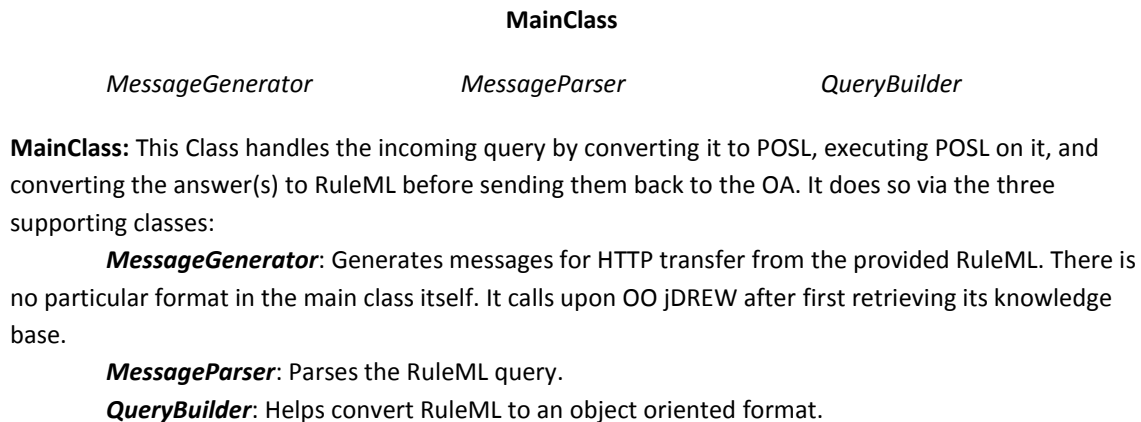 MainClass
MessageGenerator MessageParser QueryBuilder
MainClass: This Class handles the incoming query by converting it to POSL, executing POSL on it, and
converting the answer(s) to RuleML before sending them back to the OA. It does so via the three
supporting classes:
MessageGenerator: Generates messages for HTTP transfer from the provided RuleML. There is
no particular format in the main class itself. It calls upon OO jDREW after first retrieving its knowledge
base.
MessageParser: Parses the RuleML query.
QueryBuilder: Helps convert RuleML to an object oriented format.